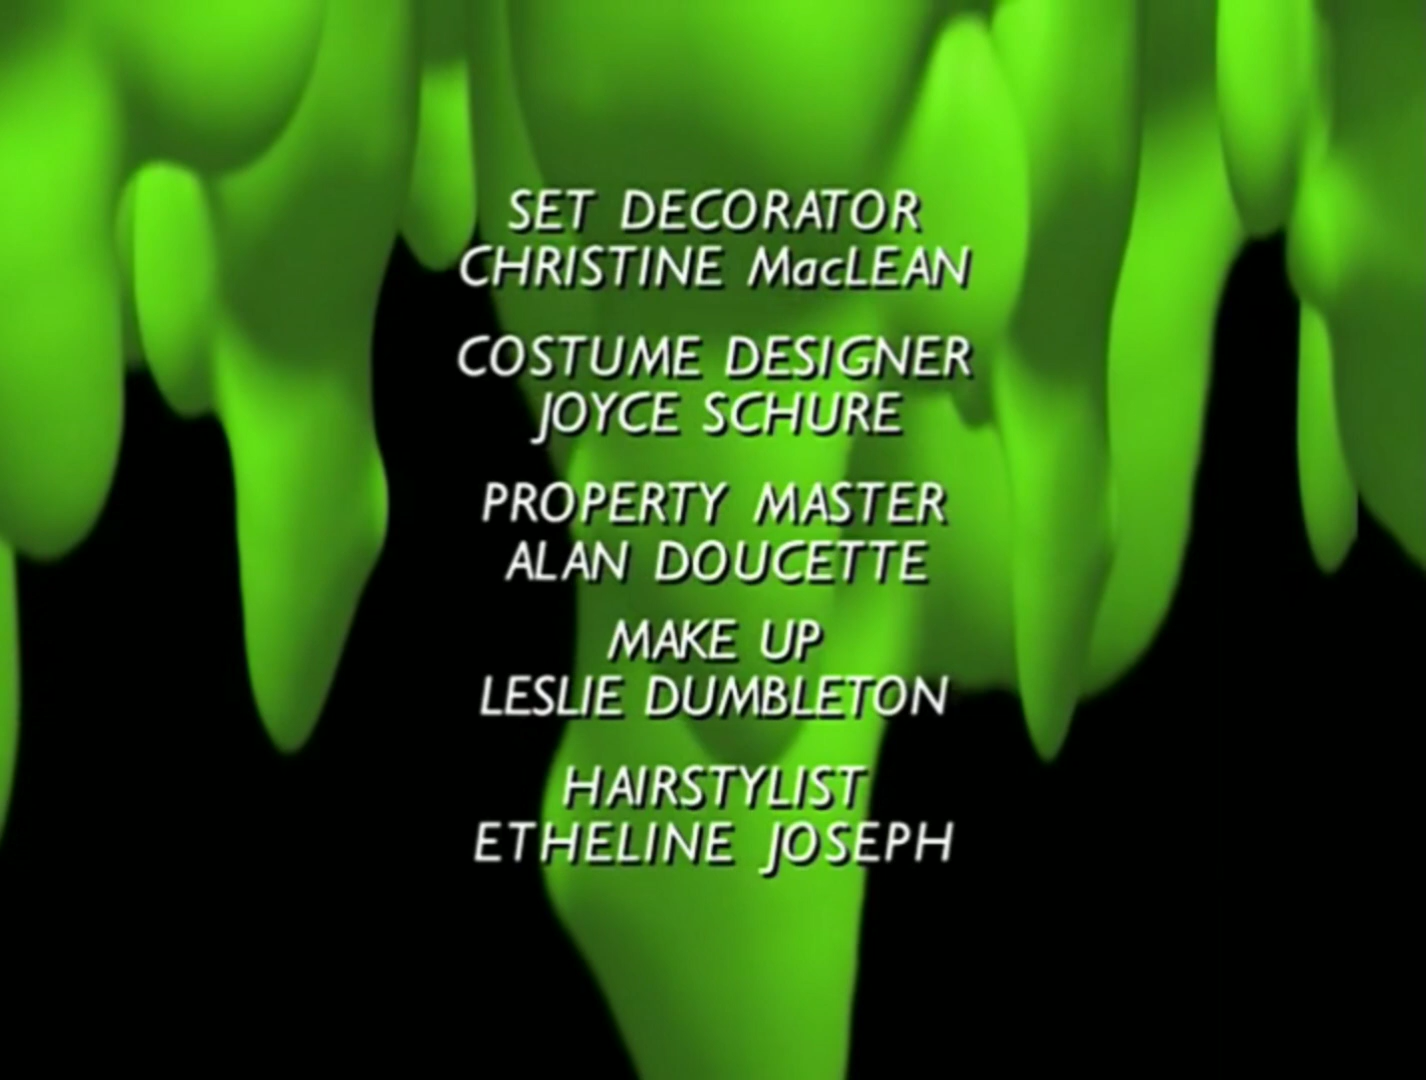 SET DECORATOR
CHRISTINE MacLEAN
COSTUME DESIGNER
JOYCE SCHURE
PROPERTY MASTER
ALAN DOUCETTE
MAKE UP
LESLIE DUMBLETON
HAIRSTYLIST
ETHELINE JOSEPH